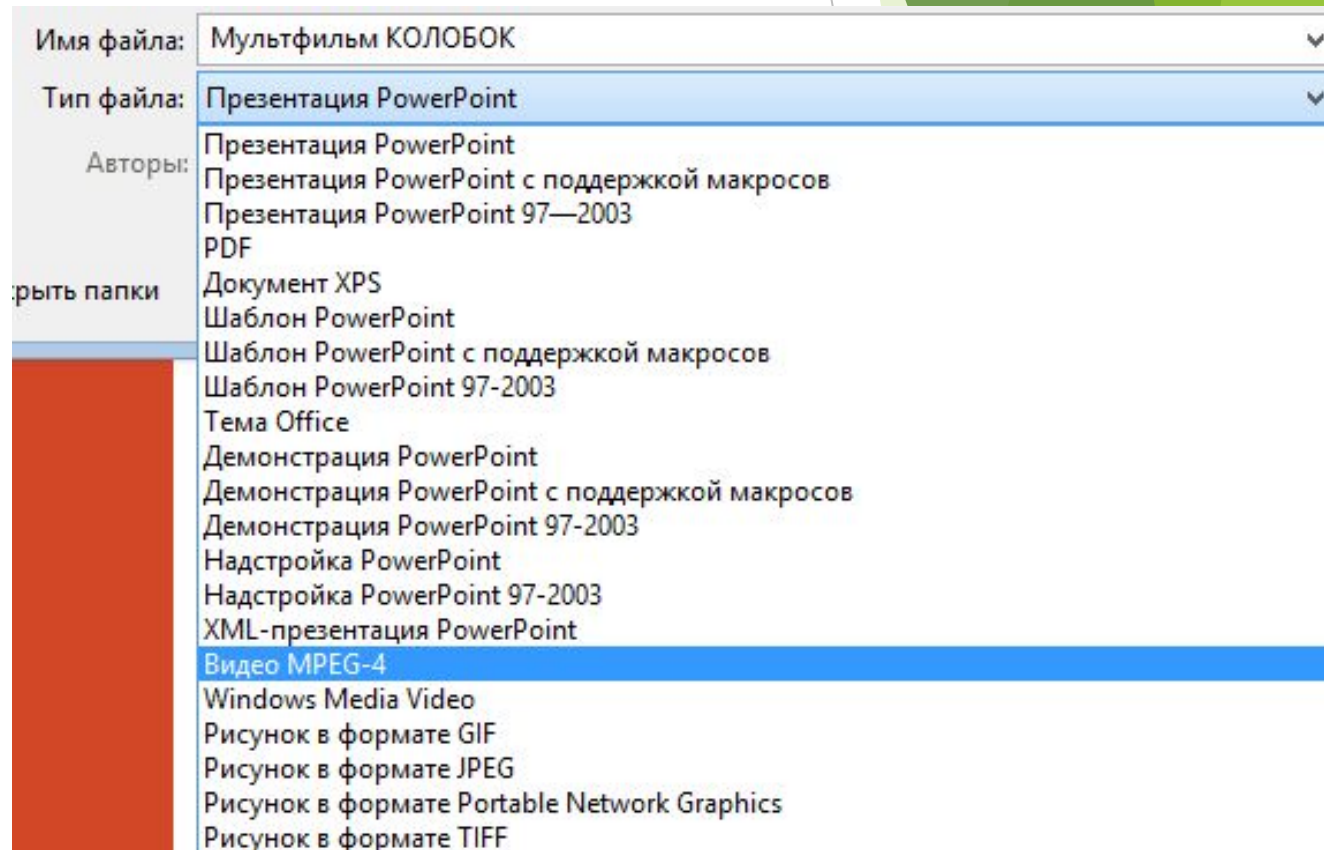 Имя файла: Мультфильм КОЛОБОК
Тип файла: Презентация PowerPoint
Авторы:
Презентация PowerPoint
Презентация PowerPoint с поддержкой макросов
Презентация PowerPoint 97—2003
PDF
Документ XPS
рыть папки
Шаблон PowerPoint
Шаблон PowerPoint с поддержкой макросов
Шаблон PowerPoint 97-2003
Тема Office
Демонстрация PowerPoint
Демонстрация PowerPoint с поддержкой макросов
Демонстрация PowerPoint 97-2003
Надстройка PowerPoint
Надстройка PowerPoint 97-2003
XML-презентация PowerPoint
Видео MPEG-4
Windows Media Video
Рисунок в формате GIF
Рисунок в формате JPEG
Рисунок в формате Portable Network Graphics
Рисунок в формате TIFF